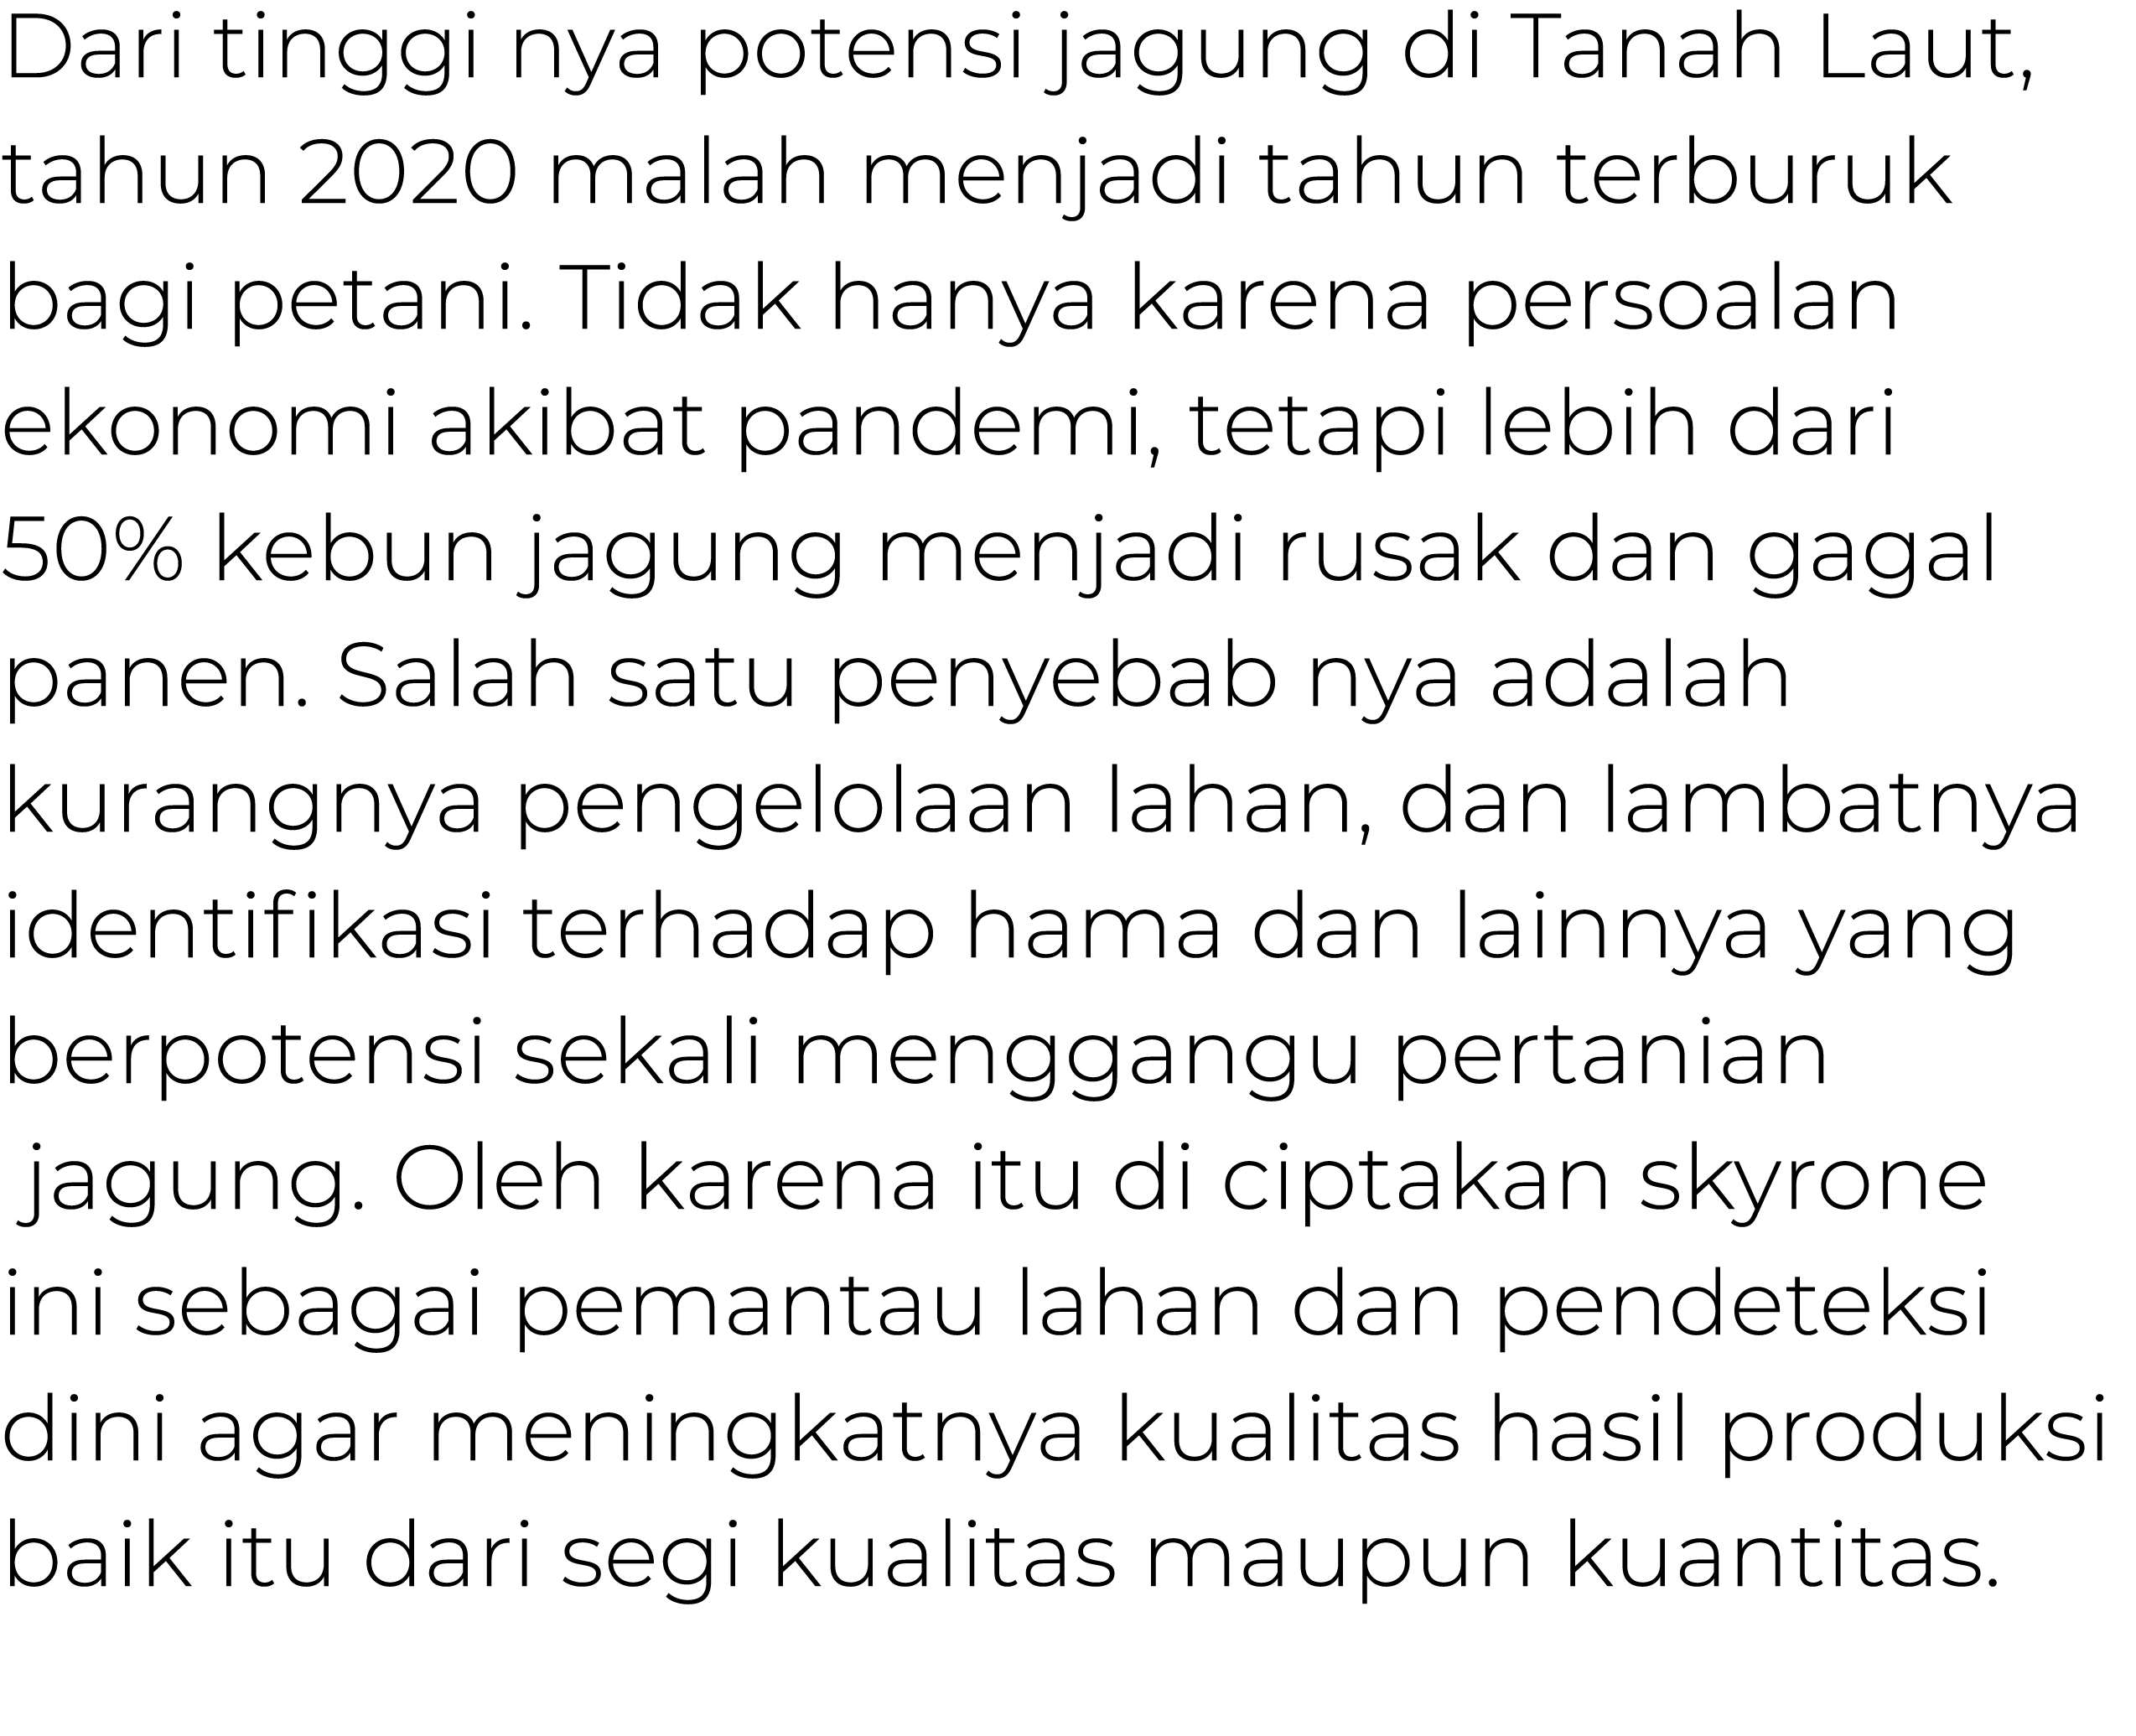 Dari tinggi nya potensi jagung di Tanah Laut,
tahun 2020 malah menjadi tahun terburuk
bagi petani. Tidak hanya karena persoalan
ekonomi akibat pandemi, tetapi lebih dari
50% kebun jagung menjadi rusak dan gagal
panen. Salah satu penyebab nya adalah
kurangnya pengelolaan lahan, dan lambatnya
identifikasi terhadap hama dan lainnya yang
berpotensi sekali menggangu pertanian
jagung. Oleh karena itu di ciptakan skyrone
ini sebagai pemantau lahan dan pendeteksi
dini agar meningkatnya kualitas hasil produksi
baik itu dari segi kualitas maupun kuantitas.